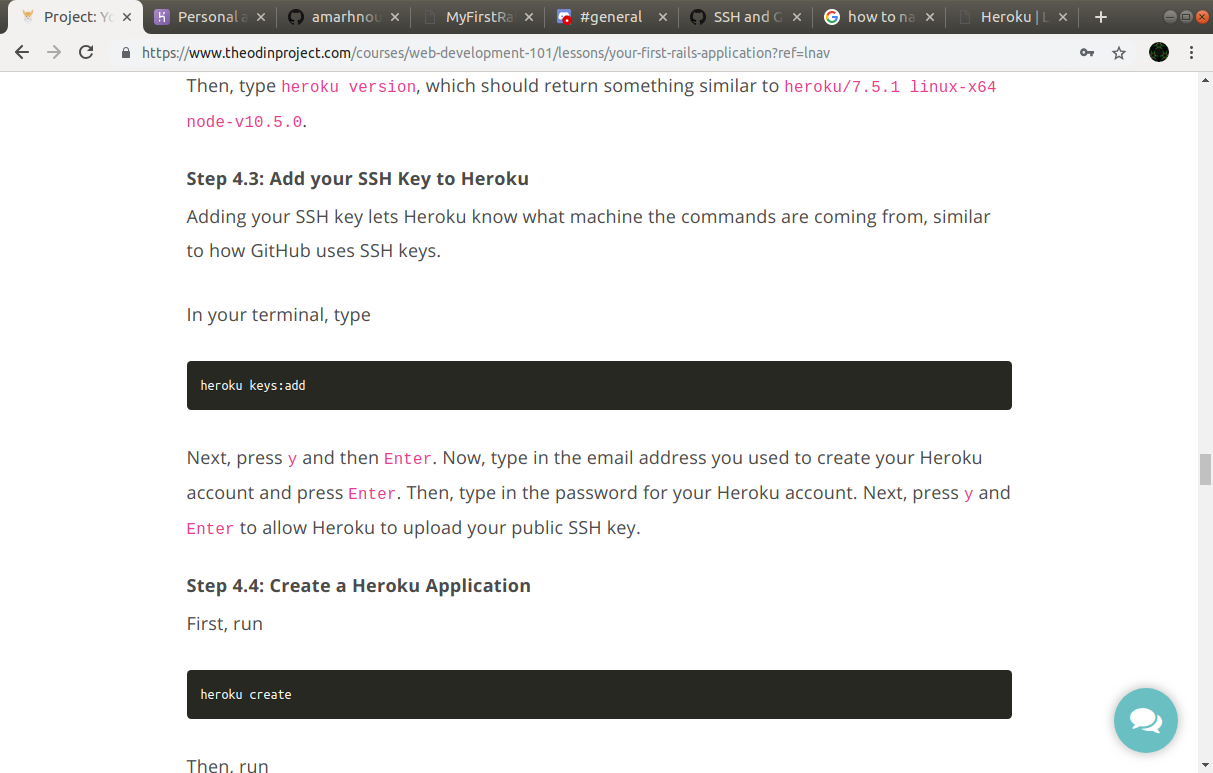 Project: Yo
Personal a
amarhnou
MyFirstRa
#general
SSH and G
how to na
Heroku | L
https://www.theodinproject.com/courses/web-development-101/lessons/your-first-rails-application?ref=lnav
Then, type heroku version, which should return something similar to heroku/7.5.1 linux-x64
node-v10.5.0.
Step 4.3: Add your SSH Key to Heroku
Adding your SSH key lets Heroku know what machine the commands are coming from, similar
to how GitHub uses SSH keys.
In your terminal, type
heroku keys:add
Next, press y and then Enter. Now, type in the email address you used to create your Heroku
account and press Enter. Then, type in the password for your Heroku account. Next, press y and
Enter to allow Heroku to upload your public SSH key.
Step 4.4: Create a Heroku Application
First, run
heroku create
Then, run